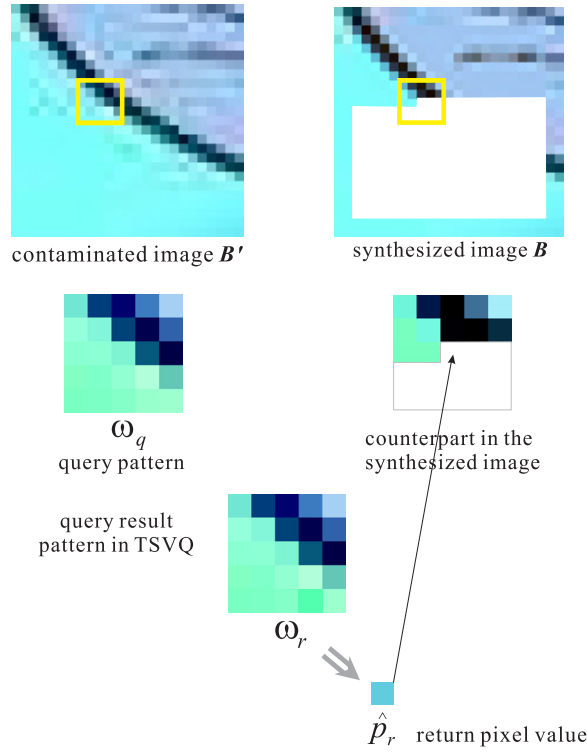 contaminated image B′
synthesized image B
ω_q
query pattern
counterpart in the
synthesized image
query result
pattern in TSVQ
ω_r
p̂_r return pixel value